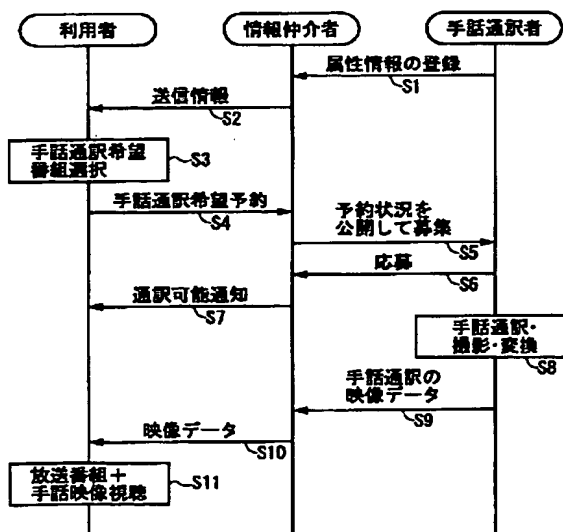 利用者
情報仲介者
手話通訳者
属性情報の登録
S1
送信情報
S2
手話通訳希望
番組選択
S3
手話通訳希望予約
S4
予約状況を
公開して募集
S5
応募
S6
通訳可能通知
S7
手話通訳・
撮影・変換
S8
手話通訳の
映像データ
S9
映像データ
S10
放送番組＋
手話映像視聴
S11